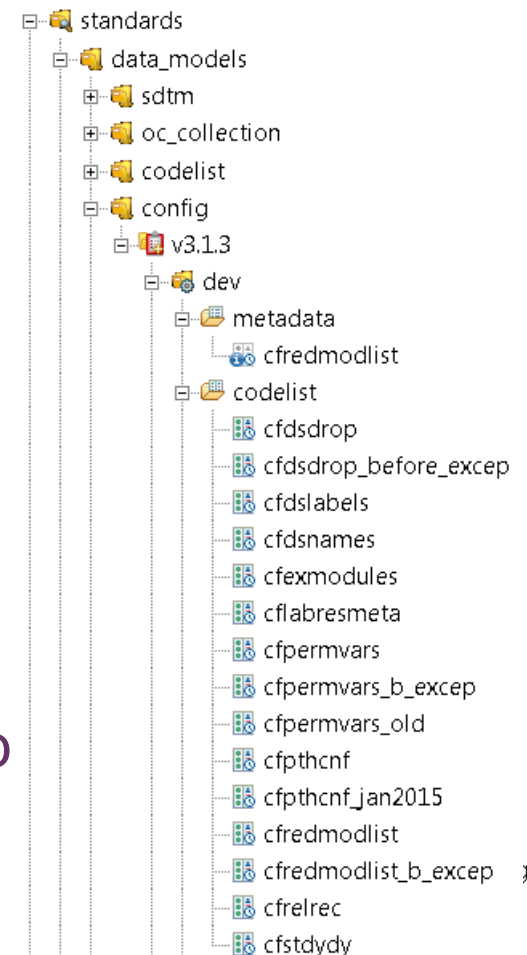 standards
data_models
sdtm
oc_collection
codelist
config
v3.1.3
dev
metadata
cfredmodlist
codelist
cfdsdrop
cfdsdrop_before_excep
cfdslabels
cfdsnames
cfexmodules
cflabresmeta
cfpermvars
cfpermvars_b_excep
cfpermvars_old
cfpthcnf
cfpthcnf_jan2015
cfredmodlist
cfredmodlist_b_excep
cfrelrec
cfstdydy